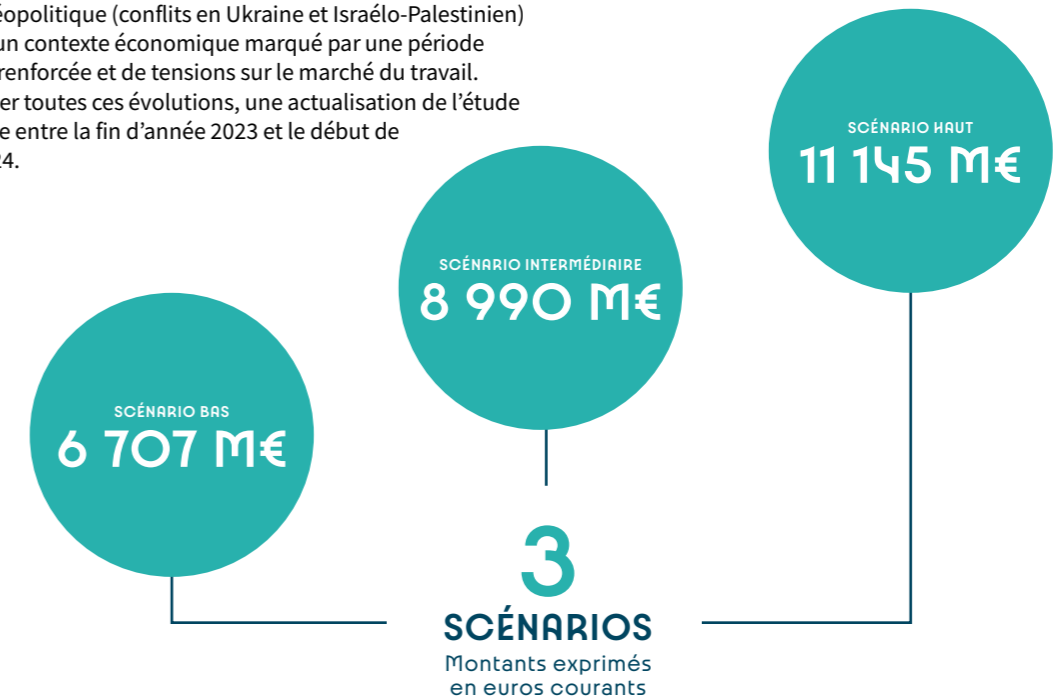 éopolitique (conflits en Ukraine et Israélo-Palestinien)
un contexte économique marqué par une période
renforcée et de tensions sur le marché du travail.
er toutes ces évolutions, une actualisation de l'étude
e entre la fin d'année 2023 et le début de
24.
SCÉNARIO HAUT
11 145 M€
SCÉNARIO INTERMÉDIAIRE
8 990 M€
SCÉNARIO BAS
6 707 M€
3
SCÉNARIOS
Montants exprimés
en euros courants